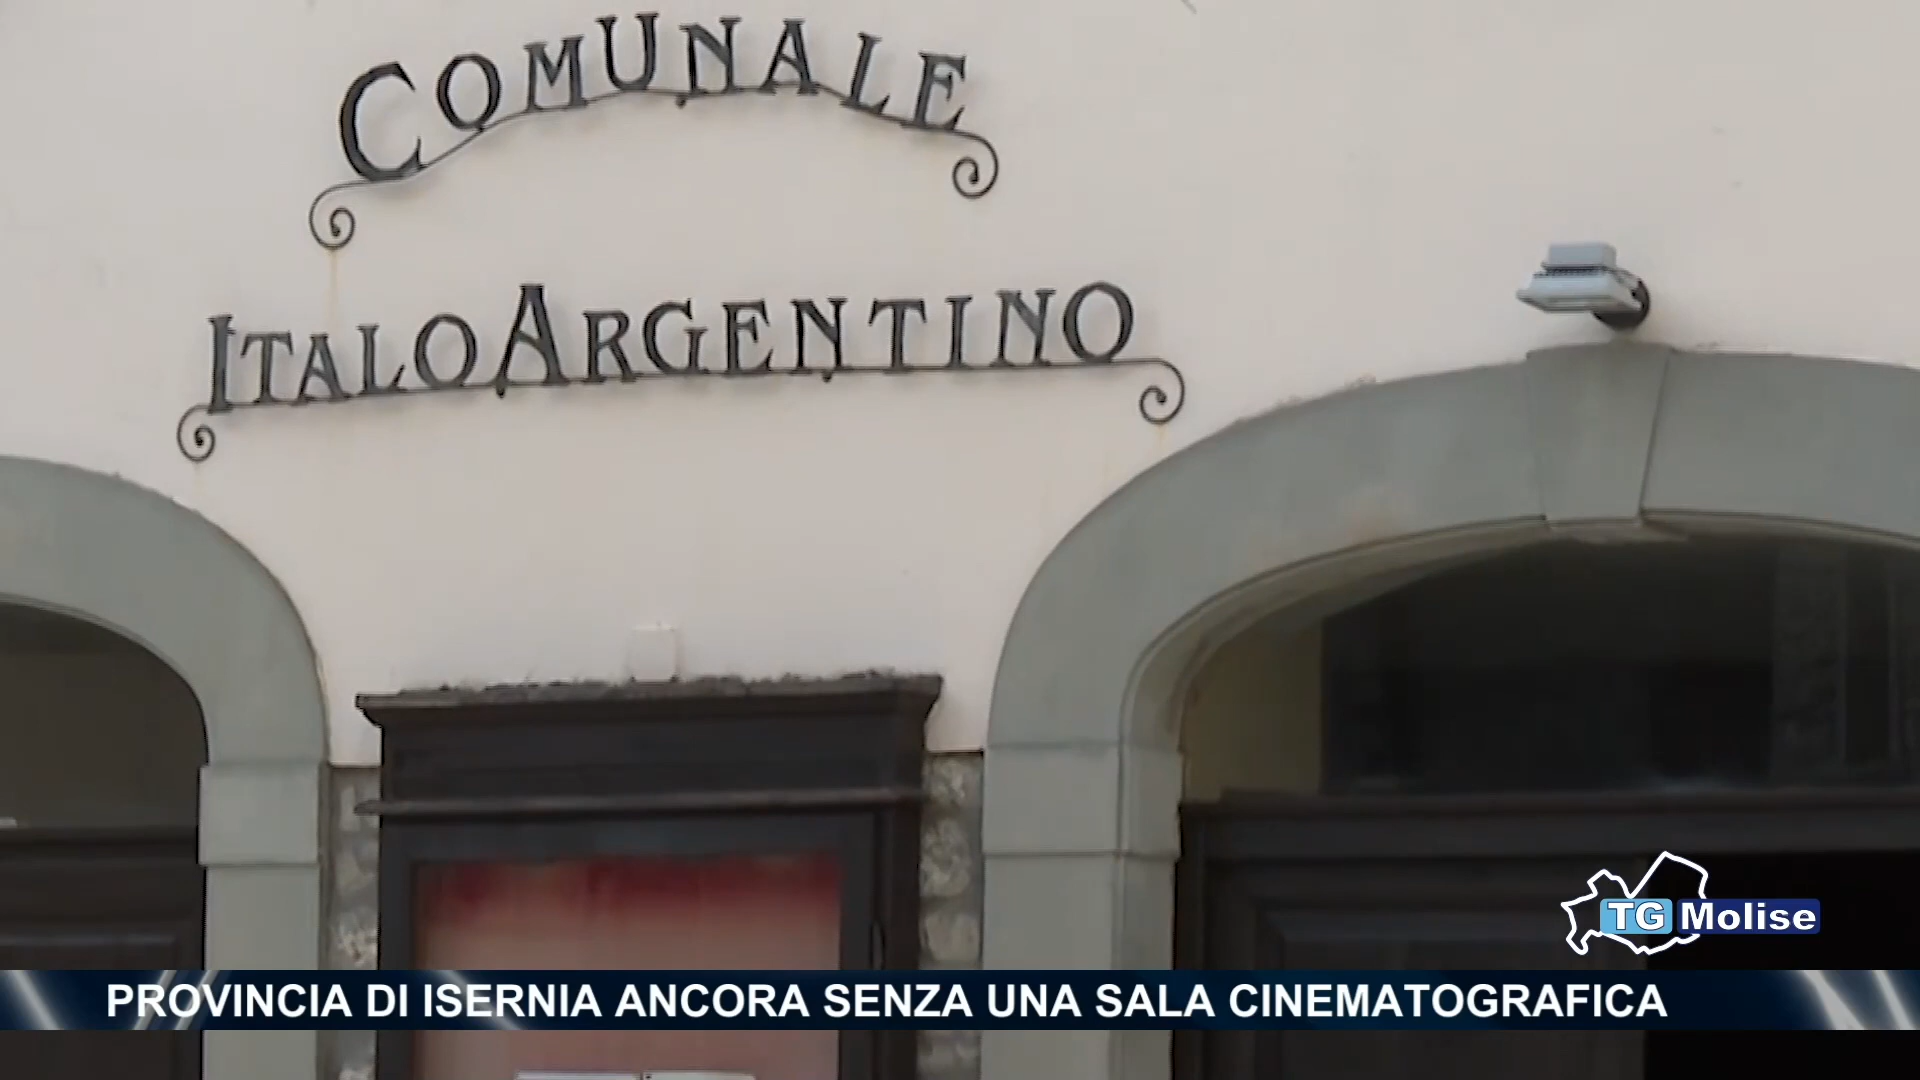 COMUNALE
ITALO ARGENTINO
TG Molise
PROVINCIA DI ISERNIA ANCORA SENZA UNA SALA CINEMATOGRAFICA